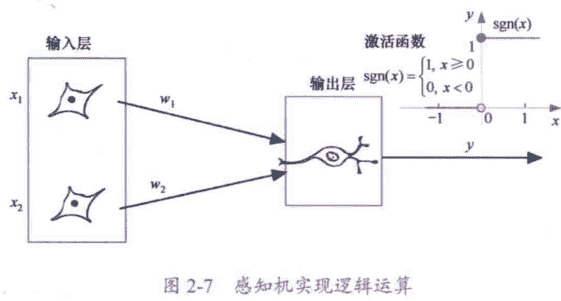 输入层
x₁
x₂
w₁
w₂
输出层
激活函数
sgn(x)={1, x≥0
0, x<0
y
sgn(x)
1
−1
0
1
x
y
图 2-7 感知机实现逻辑运算